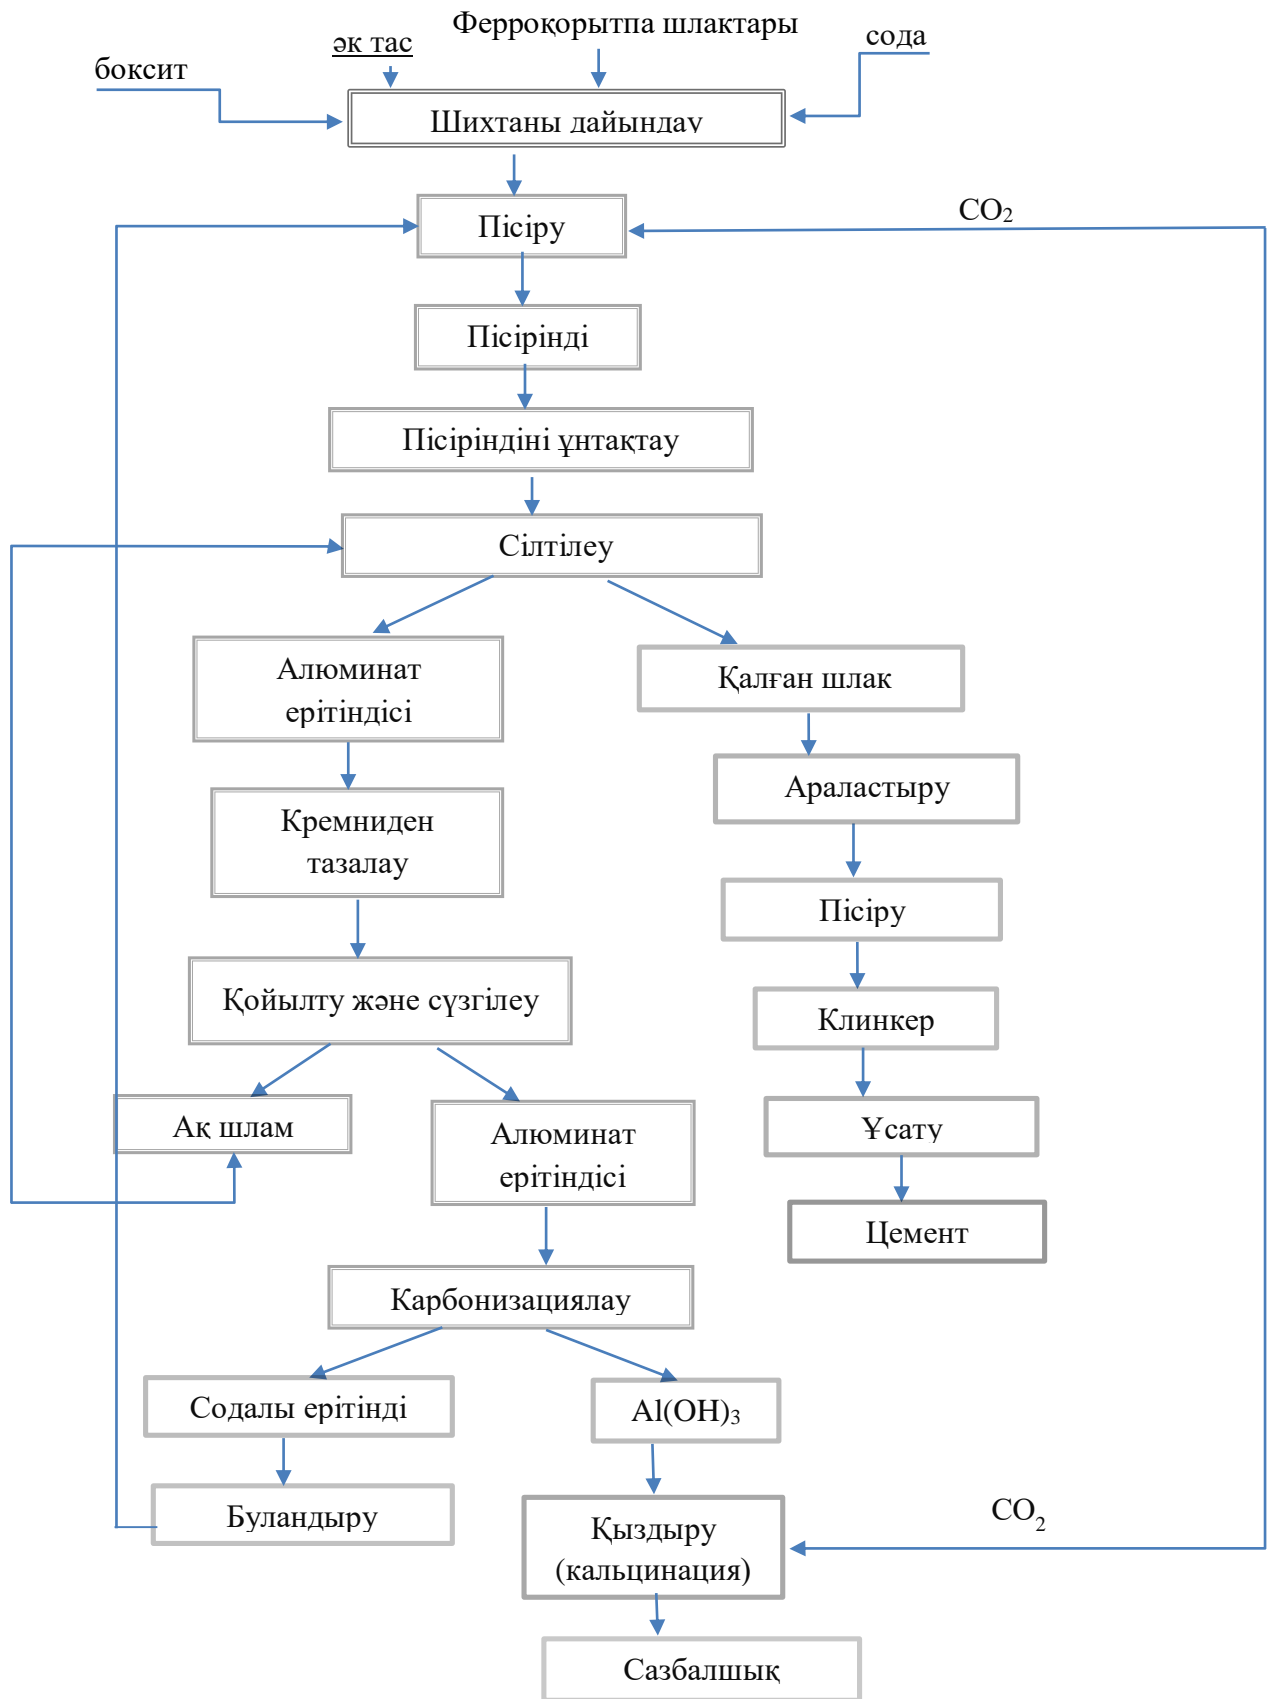 Ферроқорытпа шлактары
әк тас
сода
боксит
Шихтаны дайындау
Пісіру
CO₂
Пісірінді
Пісіріндіні ұнтақтау
Сілтілеу
Алюминат
ерітіндісі
Қалған шлак
Араластыру
Кремниден
тазалау
Пісіру
Қойылту және сүзгілеу
Клинкер
Ақ шлам
Алюминат
ерітіндісі
Ұсату
Цемент
Карбонизациялау
Содалы ерітінді
Al(OH)₃
Буландыру
Қыздыру
(кальцинация)
CO₂
Сазбалшық